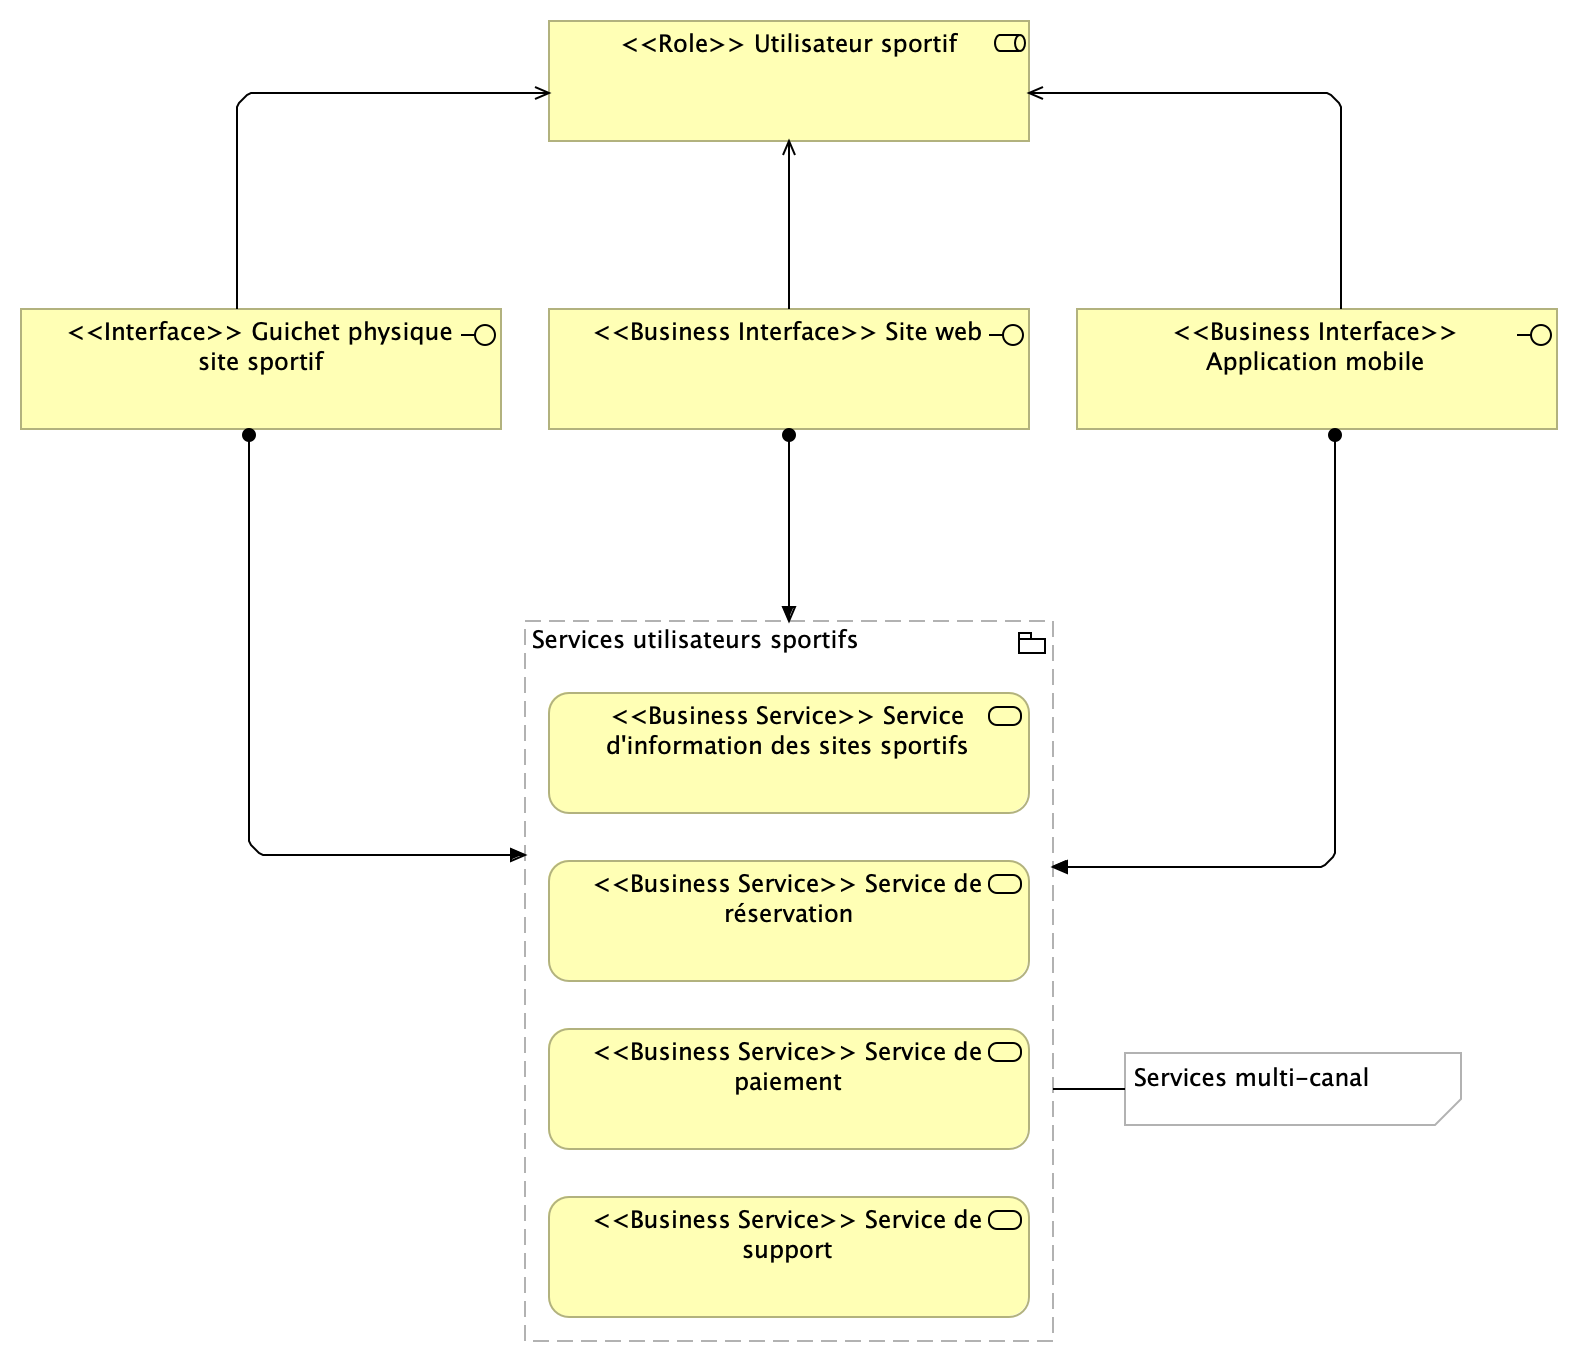 <<Role>> Utilisateur sportif
<<Interface>> Guichet physique
site sportif
<<Business Interface>> Site web
<<Business Interface>>
Application mobile
Services utilisateurs sportifs
<<Business Service>> Service
d'information des sites sportifs
<<Business Service>> Service de
réservation
<<Business Service>> Service de
paiement
Services multi-canal
<<Business Service>> Service de
support